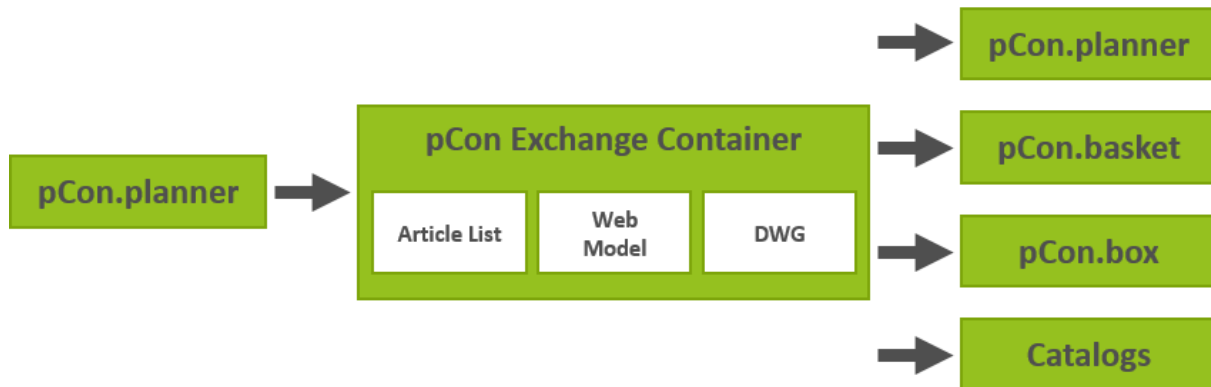 pCon.planner
pCon Exchange Container
Article List
Web
Model
DWG
pCon.planner
pCon.basket
pCon.box
Catalogs